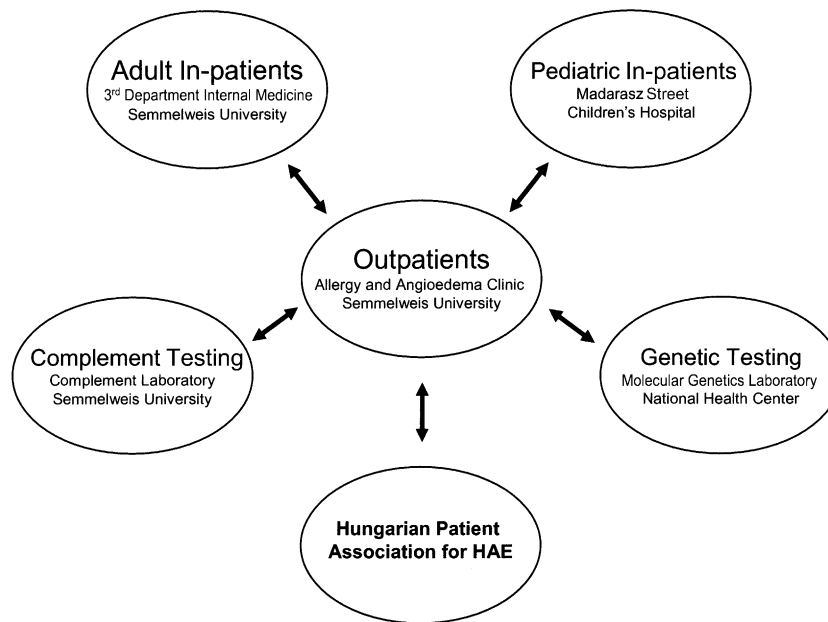 Adult In-patients
3rd Department Internal Medicine
Semmelweis University
Pediatric In-patients
Madarasz Street
Children's Hospital
Outpatients
Allergy and Angioedema Clinic
Semmelweis University
Complement Testing
Complement Laboratory
Semmelweis University
Genetic Testing
Molecular Genetics Laboratory
National Health Center
Hungarian Patient
Association for HAE